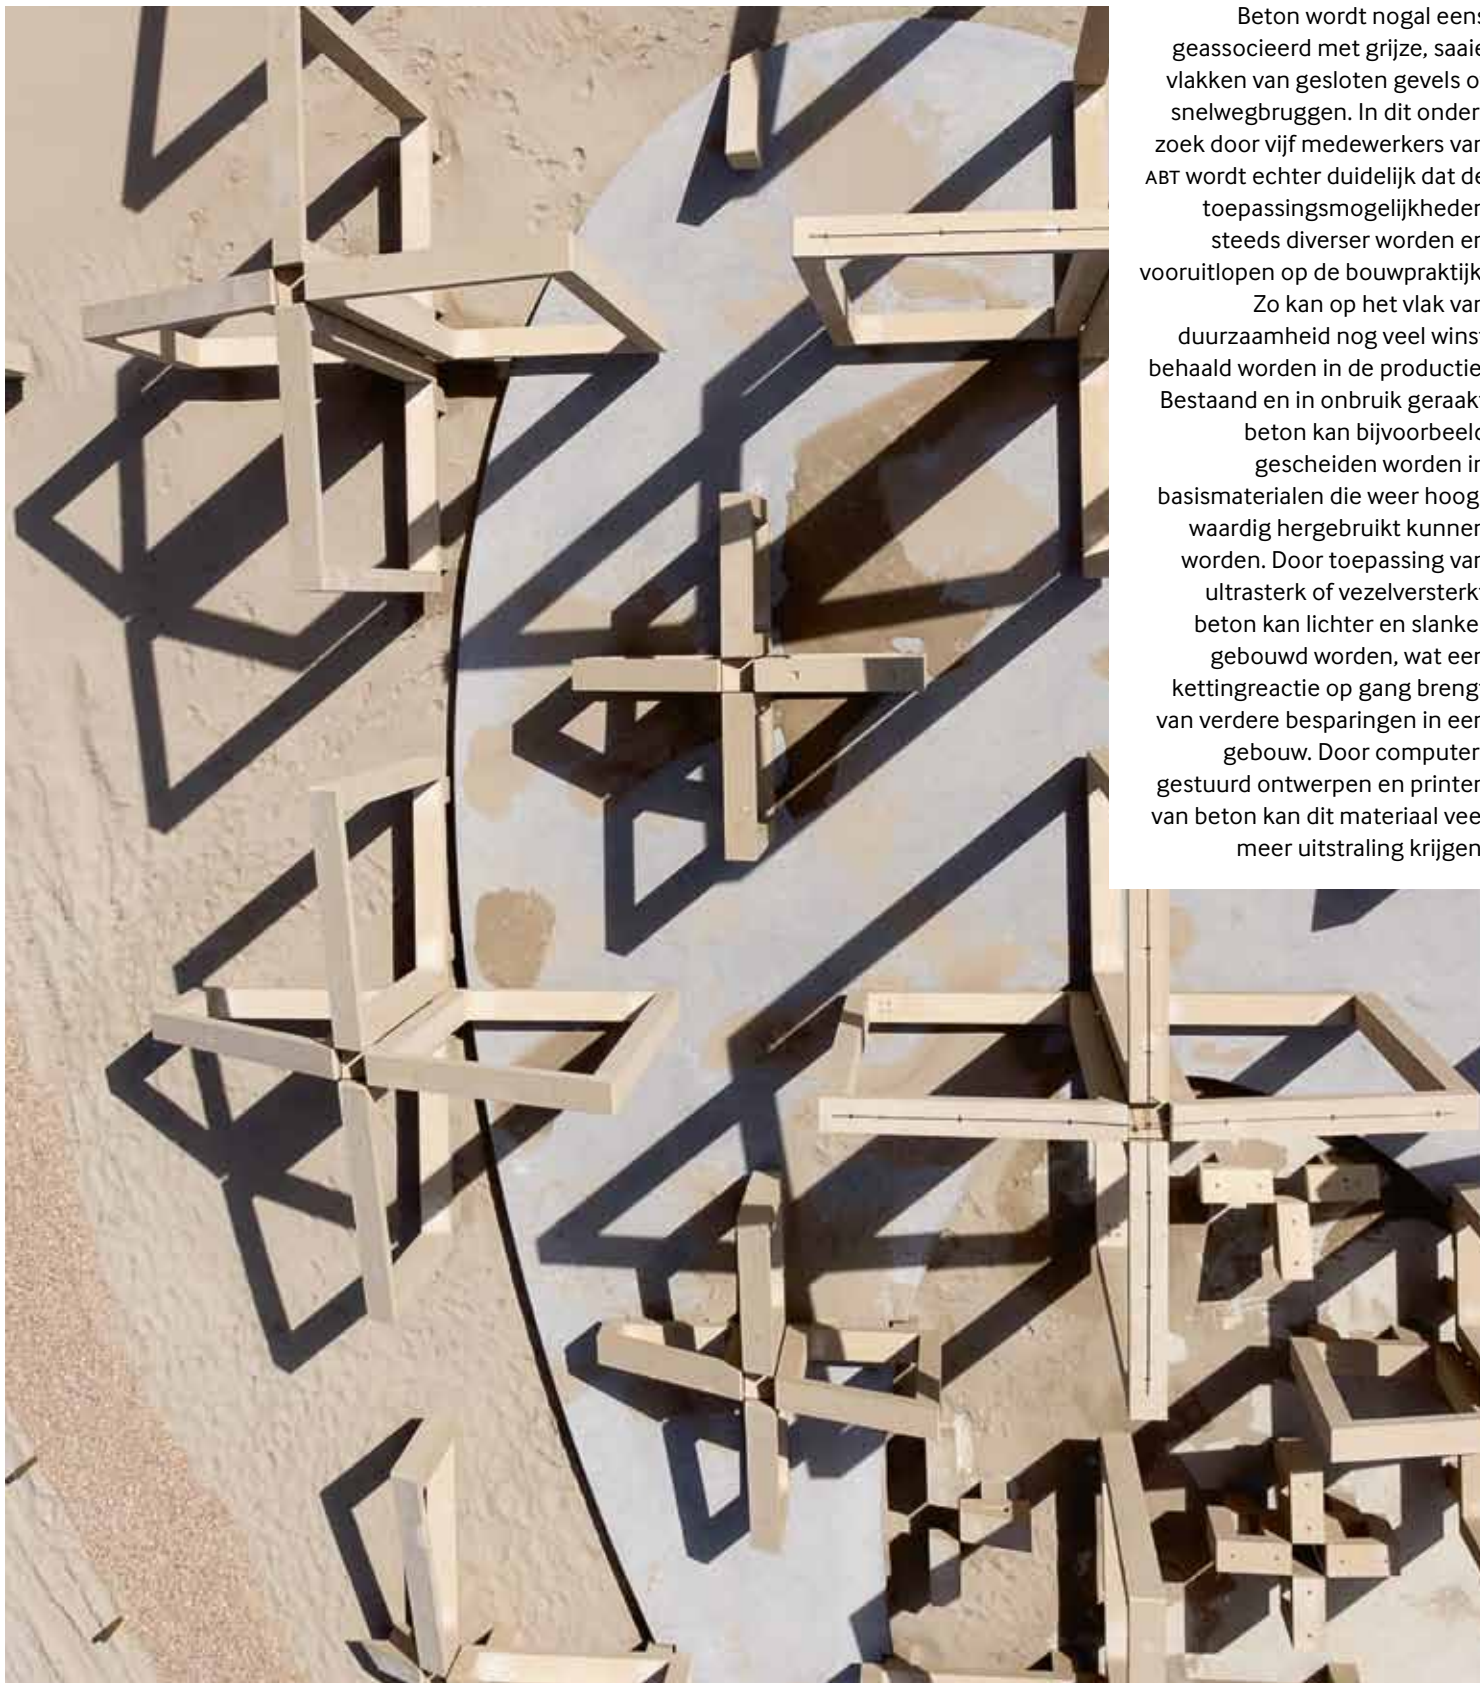 Beton wordt nogal eens
geassocieerd met grijze, saaie
vlakken van gesloten gevels of
snelwegbruggen. In dit onder-
zoek door vijf medewerkers van
ABT wordt echter duidelijk dat de
toepassingsmogelijkheden
steeds diverser worden en
vooruitlopen op de bouwpraktijk.
Zo kan op het vlak van
duurzaamheid nog veel winst
behaald worden in de productie.
Bestaand en in onbruik geraakt
beton kan bijvoorbeeld
gescheiden worden in
basismaterialen die weer hoog-
waardig hergebruikt kunnen
worden. Door toepassing van
ultrasterk of vezelversterkt
beton kan lichter en slanker
gebouwd worden, wat een
kettingreactie op gang brengt
van verdere besparingen in een
gebouw. Door computer-
gestuurd ontwerpen en printen
van beton kan dit materiaal veel
meer uitstraling krijgen.